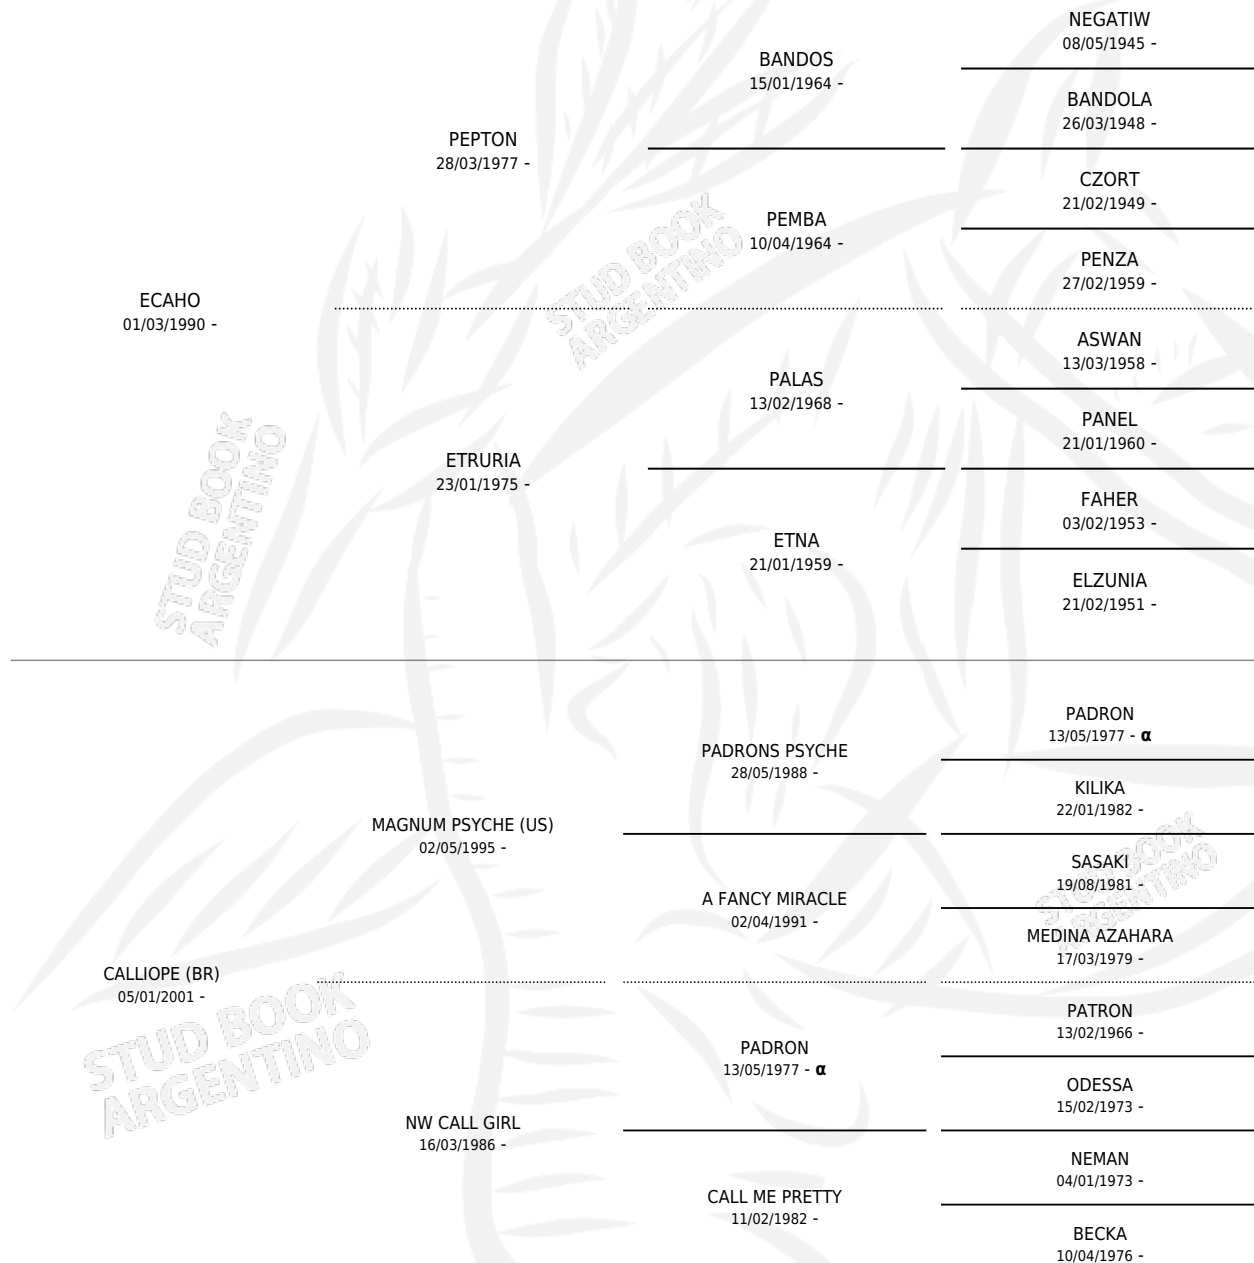 NEGATIW
08/05/1945 -
BANDOS
15/01/1964 -
BANDOLA
26/03/1948 -
PEPTON
28/03/1977 -
CZORT
21/02/1949 -
PEMBA
10/04/1964 -
PENZA
27/02/1959 -
ECAHO
01/03/1990 -
STUD BOOK
ARGENTINO
ASWAN
13/03/1958 -
PALAS
13/02/1968 -
PANEL
21/01/1960 -
ETRURIA
23/01/1975 -
FAHER
03/02/1953 -
ETNA
21/01/1959 -
ELZUNIA
21/02/1951 -
STUD BOOK
ARGENTINO
PADRON
13/05/1977 - α
PADRONS PSYCHE
28/05/1988 -
KILIKA
22/01/1982 -
MAGNUM PSYCHE (US)
02/05/1995 -
SASAKI
19/08/1981 -
A FANCY MIRACLE
02/04/1991 -
MEDINA AZAHARA
17/03/1979 -
STUD BOOK
ARGENTINO
CALLIOPE (BR)
05/01/2001 -
PATRON
13/02/1966 -
PADRON
13/05/1977 - α
ODESSA
15/02/1973 -
STUD BOOK
ARGENTINO
NW CALL GIRL
16/03/1986 -
NEMAN
04/01/1973 -
CALL ME PRETTY
11/02/1982 -
BECKA
10/04/1976 -